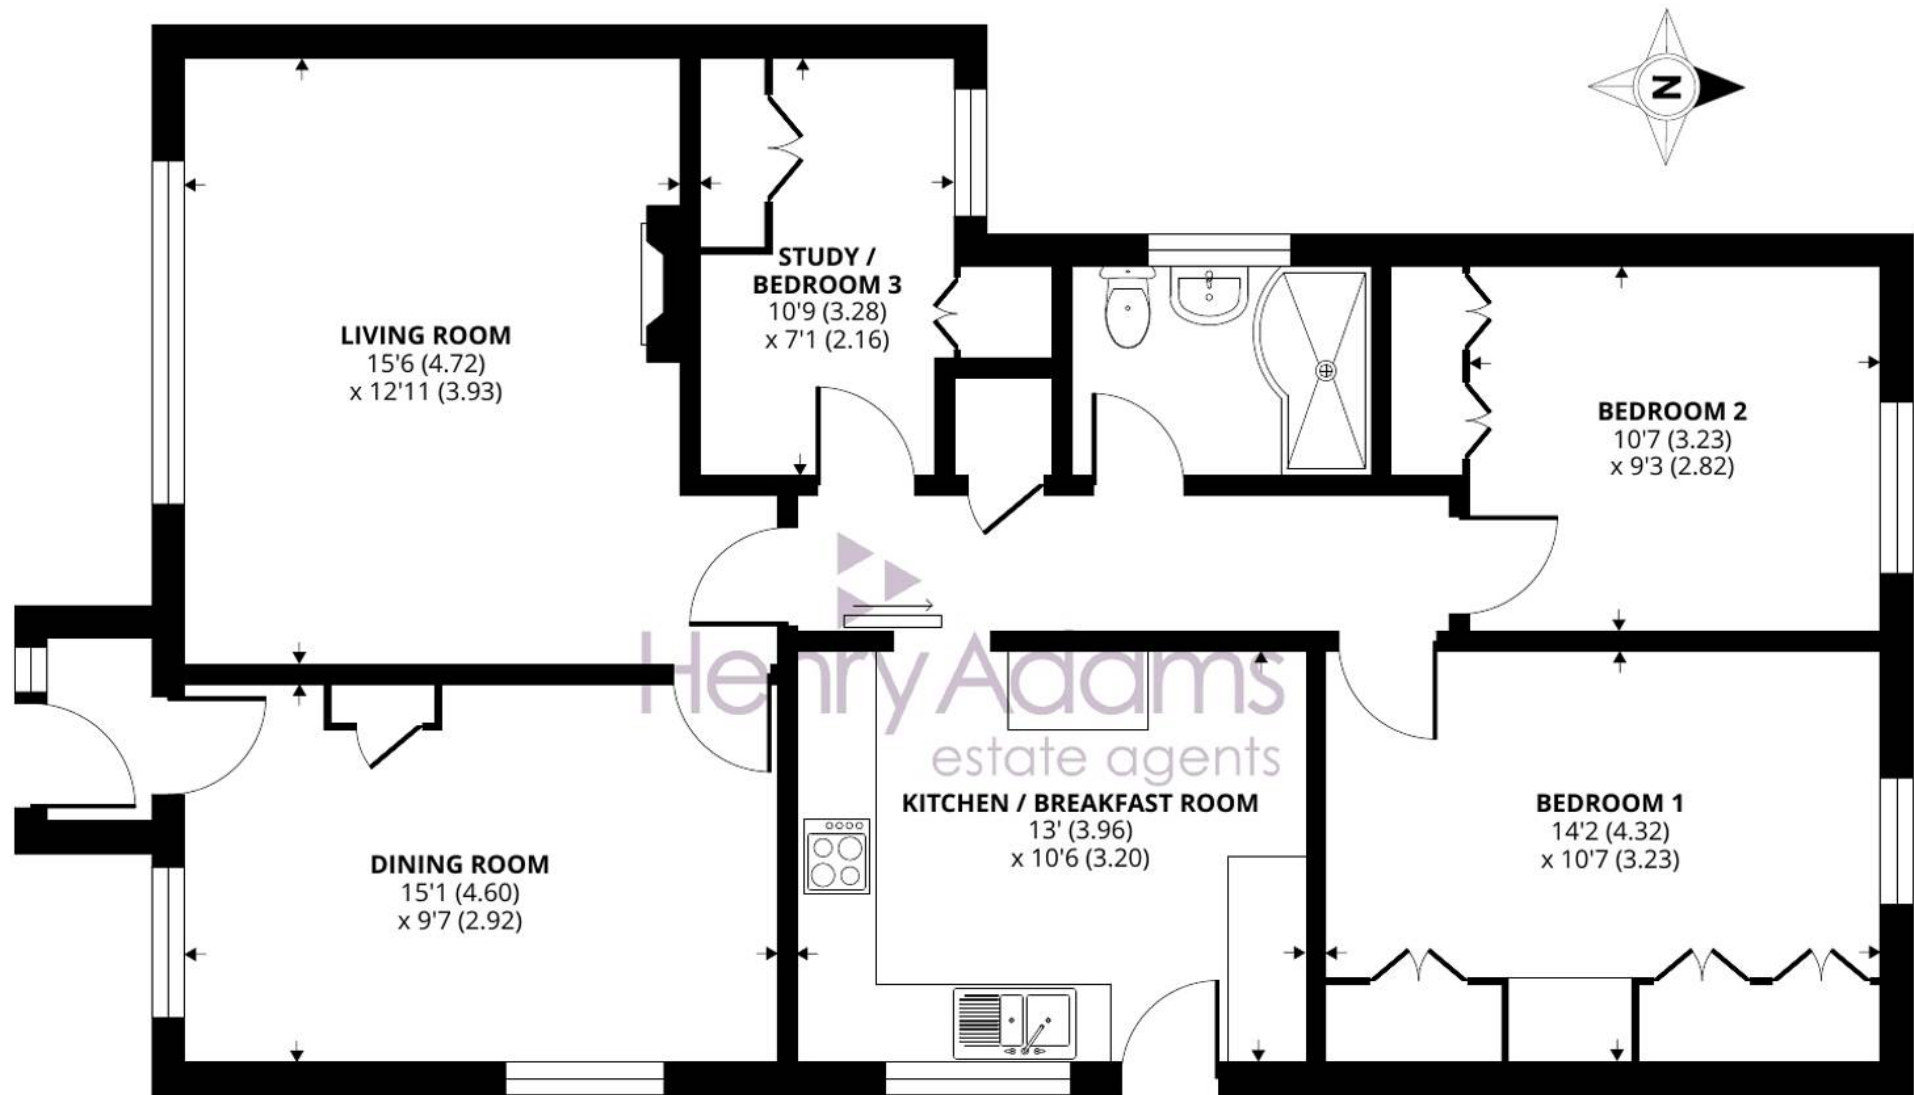 N
LIVING ROOM
15'6 (4.72)
x 12'11 (3.93)
STUDY /
BEDROOM 3
10'9 (3.28)
x 7'1 (2.16)
BEDROOM 2
10'7 (3.23)
x 9'3 (2.82)
Henry Adams
estate agents
DINING ROOM
15'1 (4.60)
x 9'7 (2.92)
KITCHEN / BREAKFAST ROOM
13' (3.96)
x 10'6 (3.20)
BEDROOM 1
14'2 (4.32)
x 10'7 (3.23)